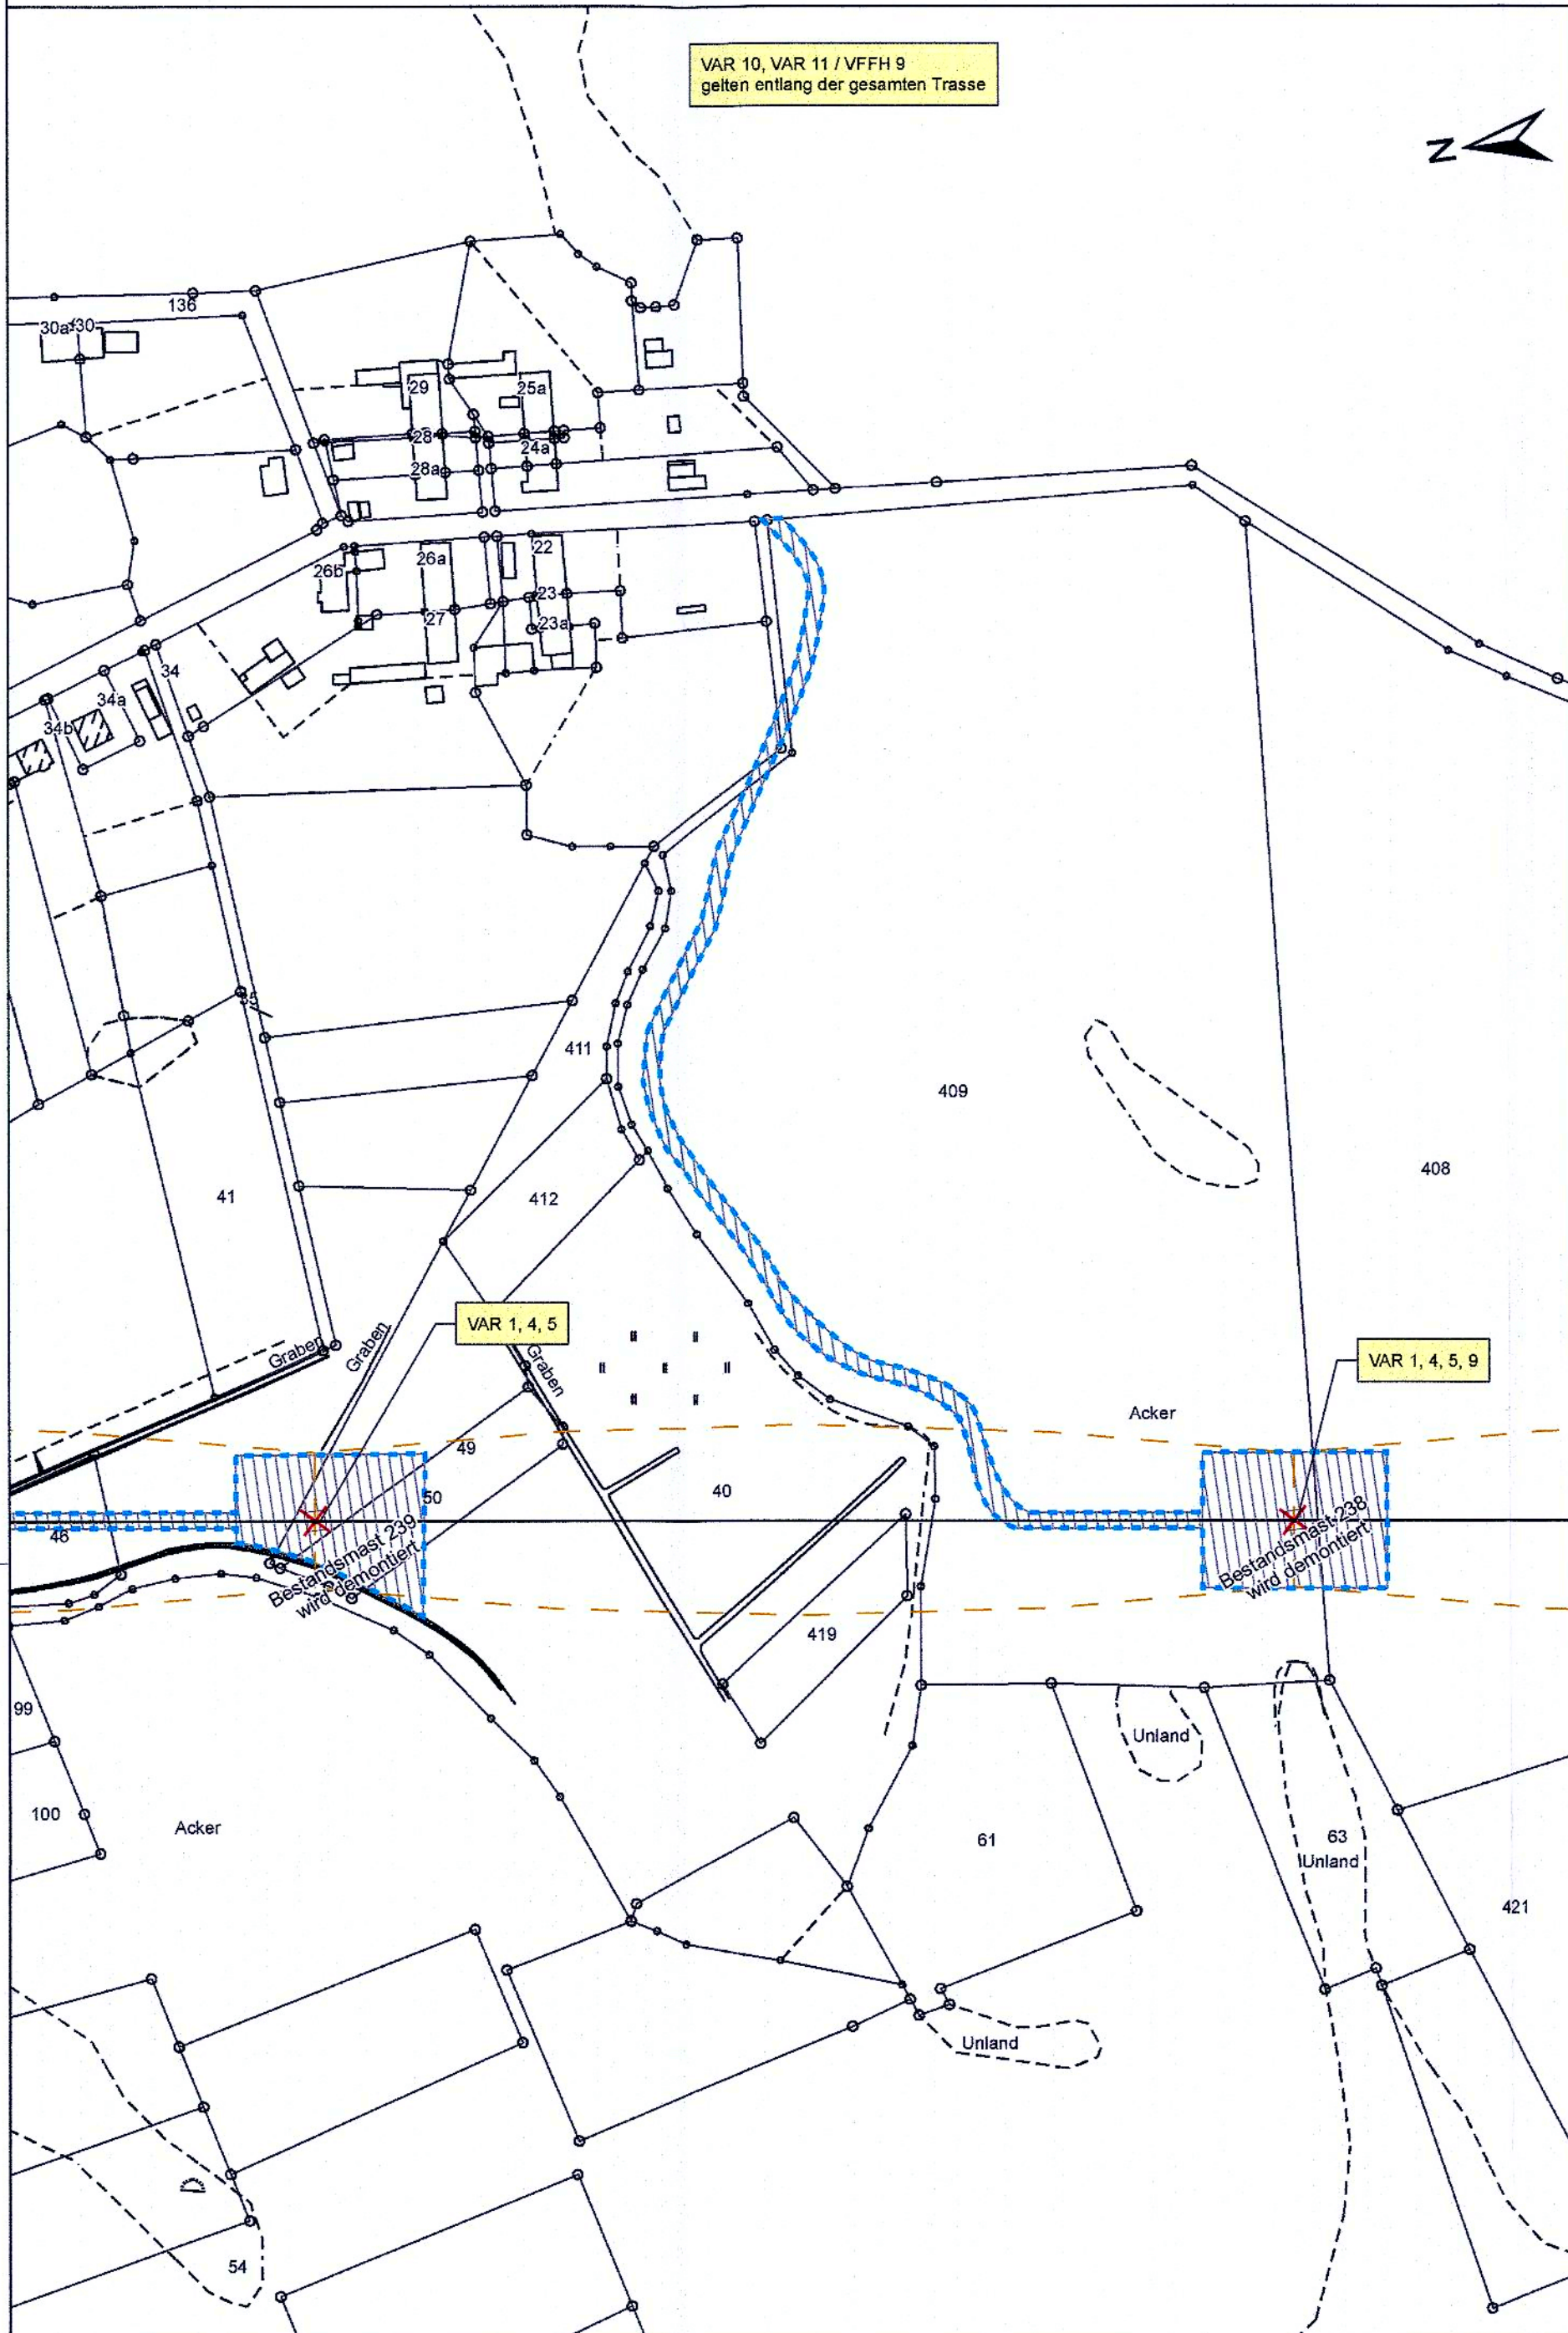 VAR 10, VAR 11 / VFFH 9
gelten entlang der gesamten Trasse
N
136
30a
30
29
25a
28
24a
28a
22
26a
26b
23
27
23a
34
34a
34b
35
411
409
408
41
412
VAR 1, 4, 5
Graben
Graben
Graben
VAR 1, 4, 5, 9
Acker
49
40
50
46
Bestandsmast 239
wird demontiert
Bestandsmast 238
wird demontiert
419
99
Unland
100
Acker
61
63
Unland
421
Unland
54